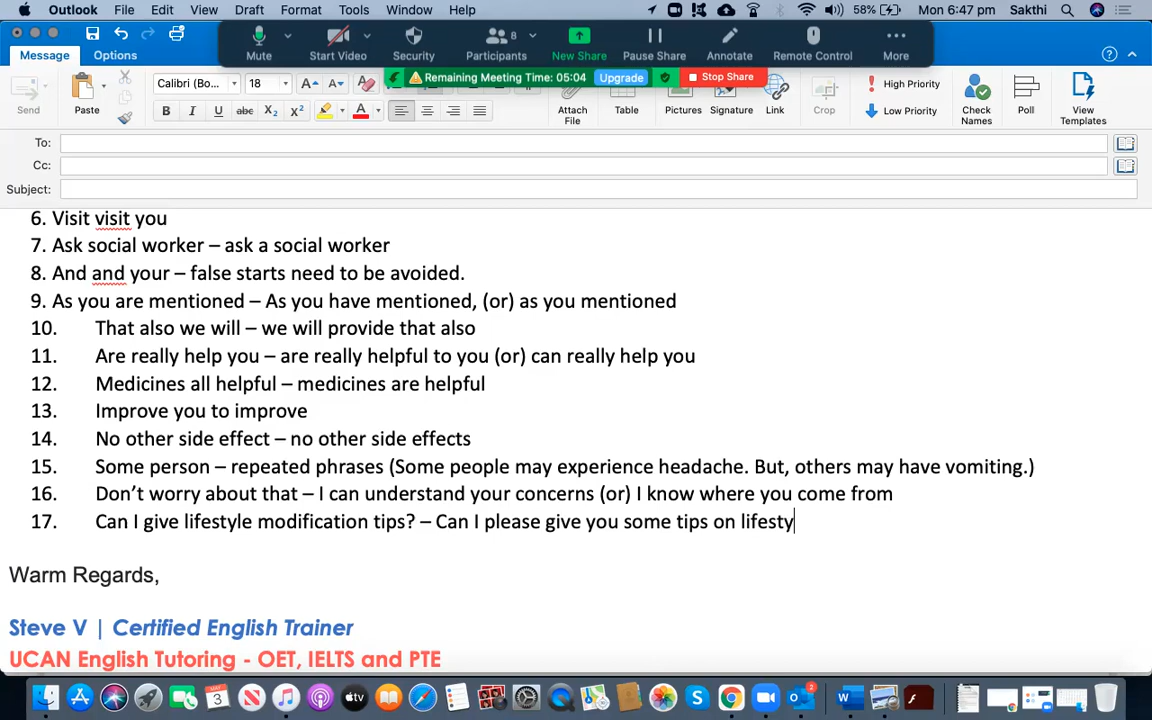 Outlook File Edit View Draft Format Tools Window Help 58% Mon 6:47 pm Sakthi
Mute Start Video Security Participants 8 New Share Pause Share Annotate Remote Control More
Message Options
Remaining Meeting Time: 05:04 Upgrade Stop Share
Send Paste Calibri (Bo... 18 A A
B I U abc X₂ X² A
Attach File Table Pictures Signature Link Crop High Priority Low Priority Check Names Poll View Templates
To:
Cc:
Subject:
6. Visit visit you
7. Ask social worker – ask a social worker
8. And and your – false starts need to be avoided.
9. As you are mentioned – As you have mentioned, (or) as you mentioned
10. That also we will – we will provide that also
11. Are really help you – are really helpful to you (or) can really help you
12. Medicines all helpful – medicines are helpful
13. Improve you to improve
14. No other side effect – no other side effects
15. Some person – repeated phrases (Some people may experience headache. But, others may have vomiting.)
16. Don't worry about that – I can understand your concerns (or) I know where you come from
17. Can I give lifestyle modification tips? – Can I please give you some tips on lifesty
Warm Regards,
Steve V | Certified English Trainer
UCAN English Tutoring - OET, IELTS and PTE